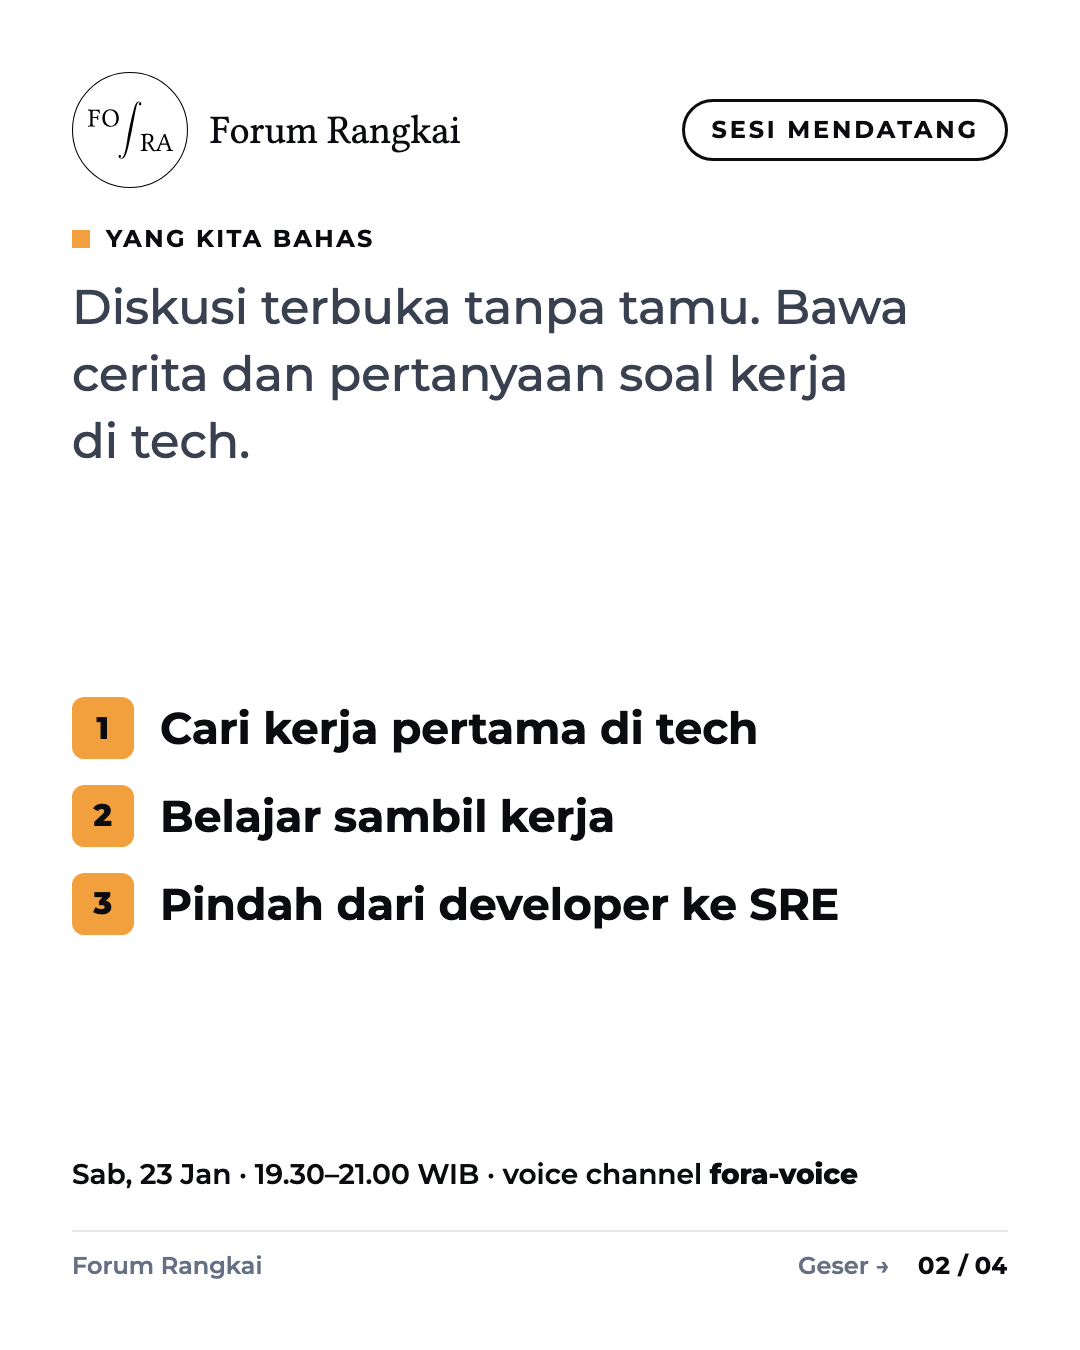 FO∫RA
Forum Rangkai
SESI MENDATANG
YANG KITA BAHAS
Diskusi terbuka tanpa tamu. Bawa
cerita dan pertanyaan soal kerja
di tech.
1 Cari kerja pertama di tech
2 Belajar sambil kerja
3 Pindah dari developer ke SRE
Sab, 23 Jan · 19.30–21.00 WIB · voice channel fora-voice
Forum Rangkai
Geser → 02 / 04